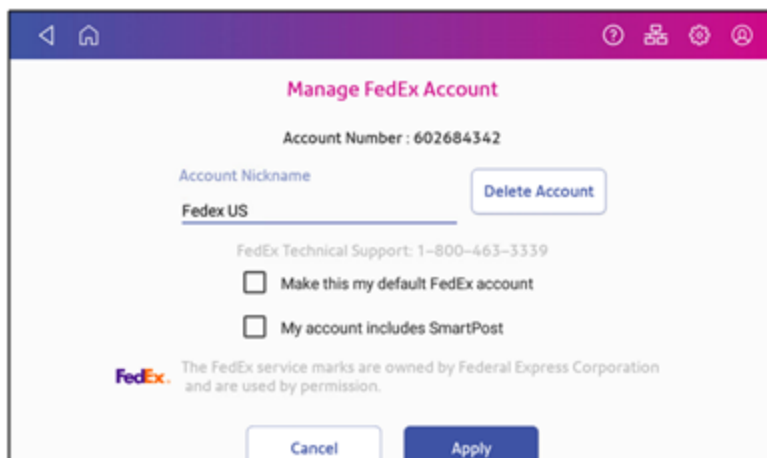 Manage FedEx Account
Account Number : 602684342
Account Nickname
Delete Account
Fedex US
FedEx Technical Support: 1-800-463-3339
Make this my default FedEx account
My account includes SmartPost
FedEx.
The FedEx service marks are owned by Federal Express Corporation
and are used by permission.
Cancel
Apply